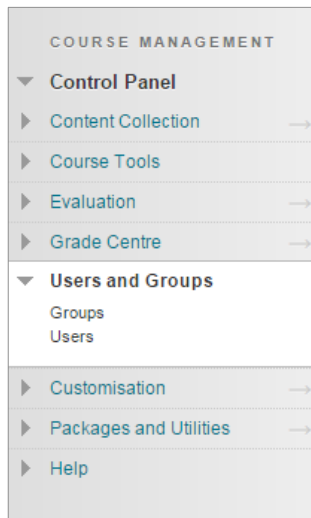 COURSE MANAGEMENT
Control Panel
Content Collection
Course Tools
Evaluation
Grade Centre
Users and Groups
Groups
Users
Customisation
Packages and Utilities
Help